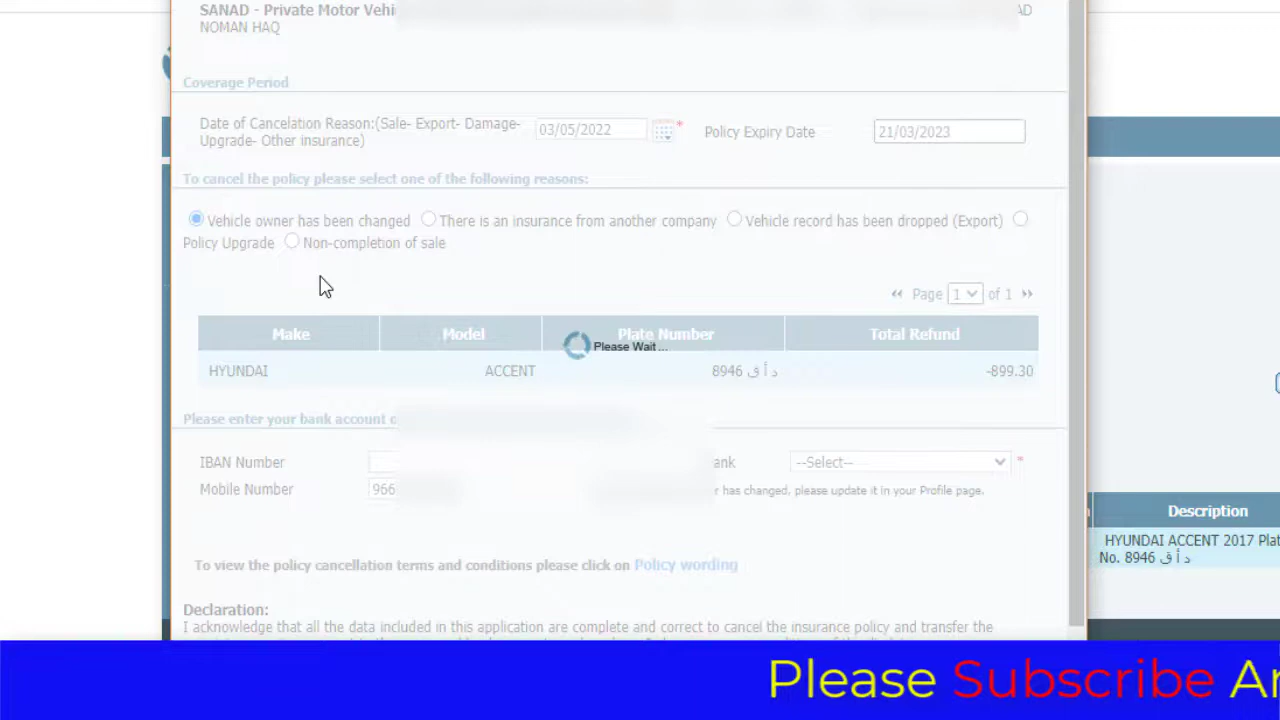 SANAD - Private Motor Vehi
AD
NOMAN HAQ
Coverage Period
Date of Cancelation Reason:(Sale- Export- Damage-
Upgrade- Other insurance)
03/05/2022
*
Policy Expiry Date
21/03/2023
To cancel the policy please select one of the following reasons:
Vehicle owner has been changed There is an insurance from another company Vehicle record has been dropped (Export)
Policy Upgrade Non-completion of sale
Page 1 of 1
Make Model Plate Number Total Refund
Please Wait ...
HYUNDAI ACCENT 8946 د أ ق -899.30
Please enter your bank account
IBAN Number
ank --Select-- *
Mobile Number 966
r has changed, please update it in your Profile page.
To view the policy cancellation terms and conditions please click on Policy wording
Declaration:
I acknowledge that all the data included in this application are complete and correct to cancel the insurance policy and transfer the
Description
HYUNDAI ACCENT 2017 Plat
No. 8946 د أ ق
Please Subscribe An